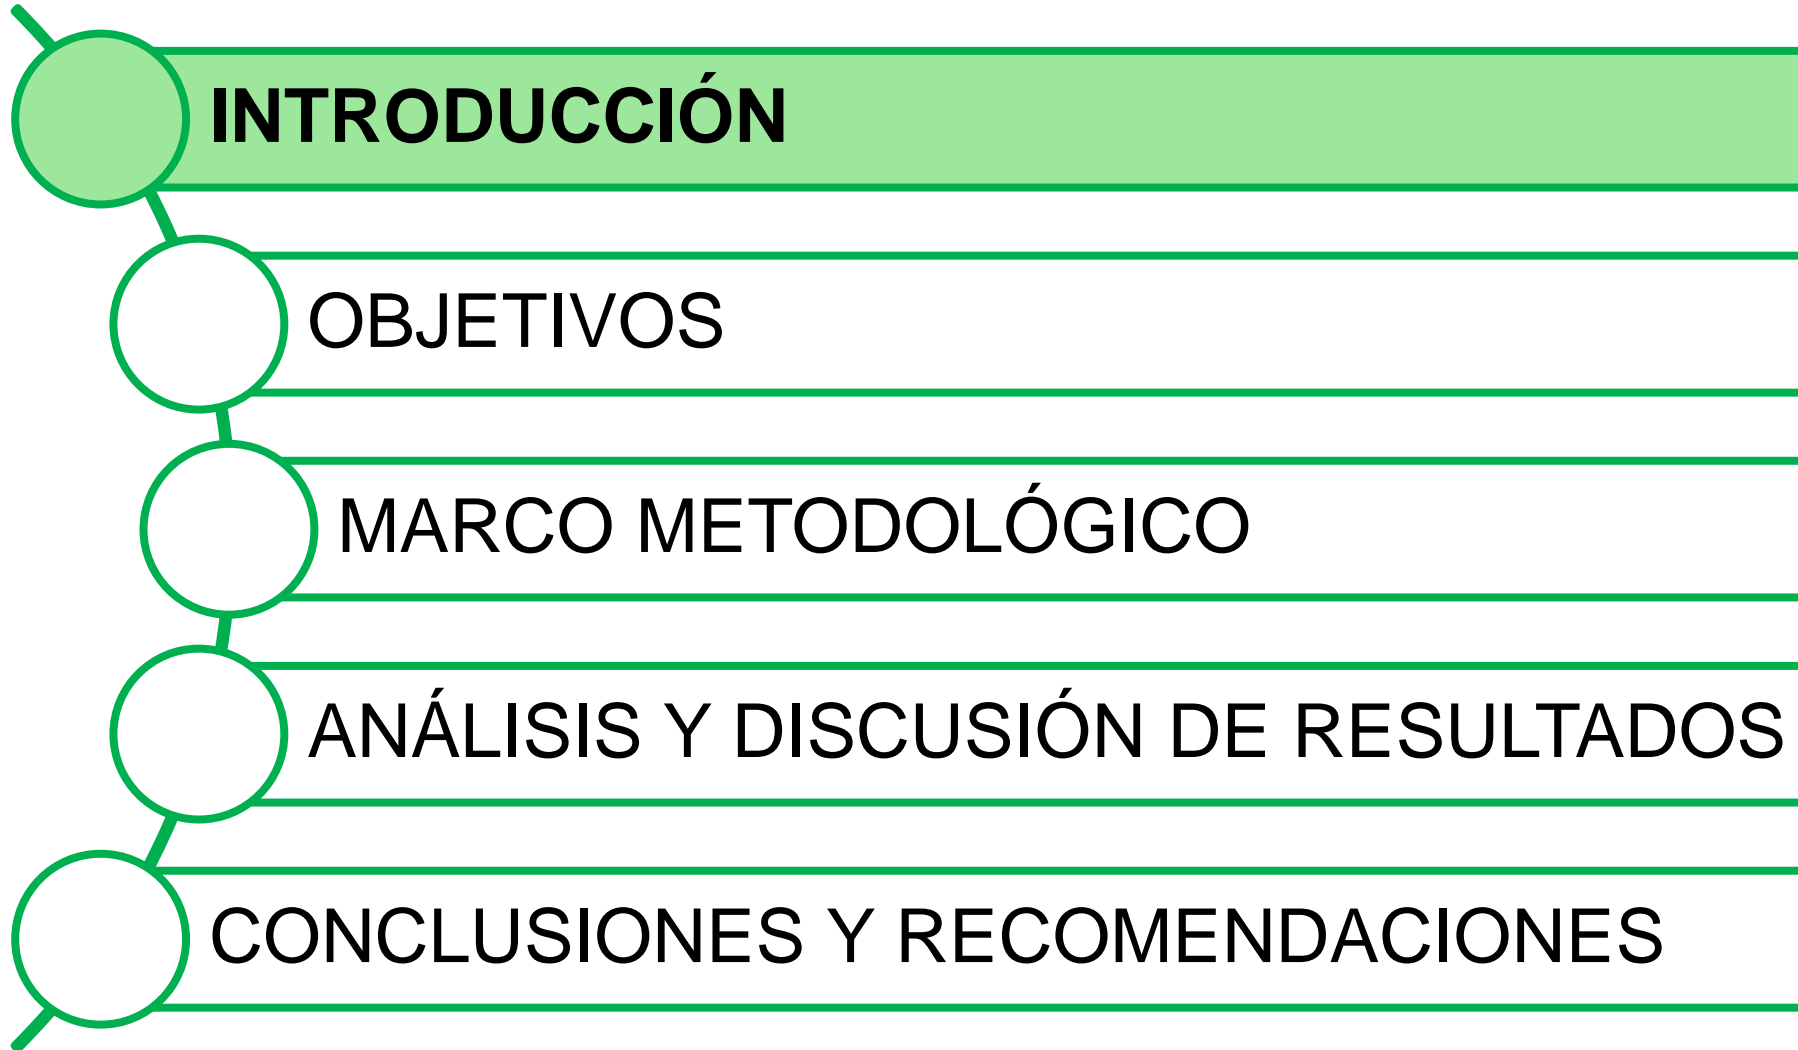 INTRODUCCIÓN
OBJETIVOS
MARCO METODOLÓGICO
ANÁLISIS Y DISCUSIÓN DE RESULTADOS
CONCLUSIONES Y RECOMENDACIONES